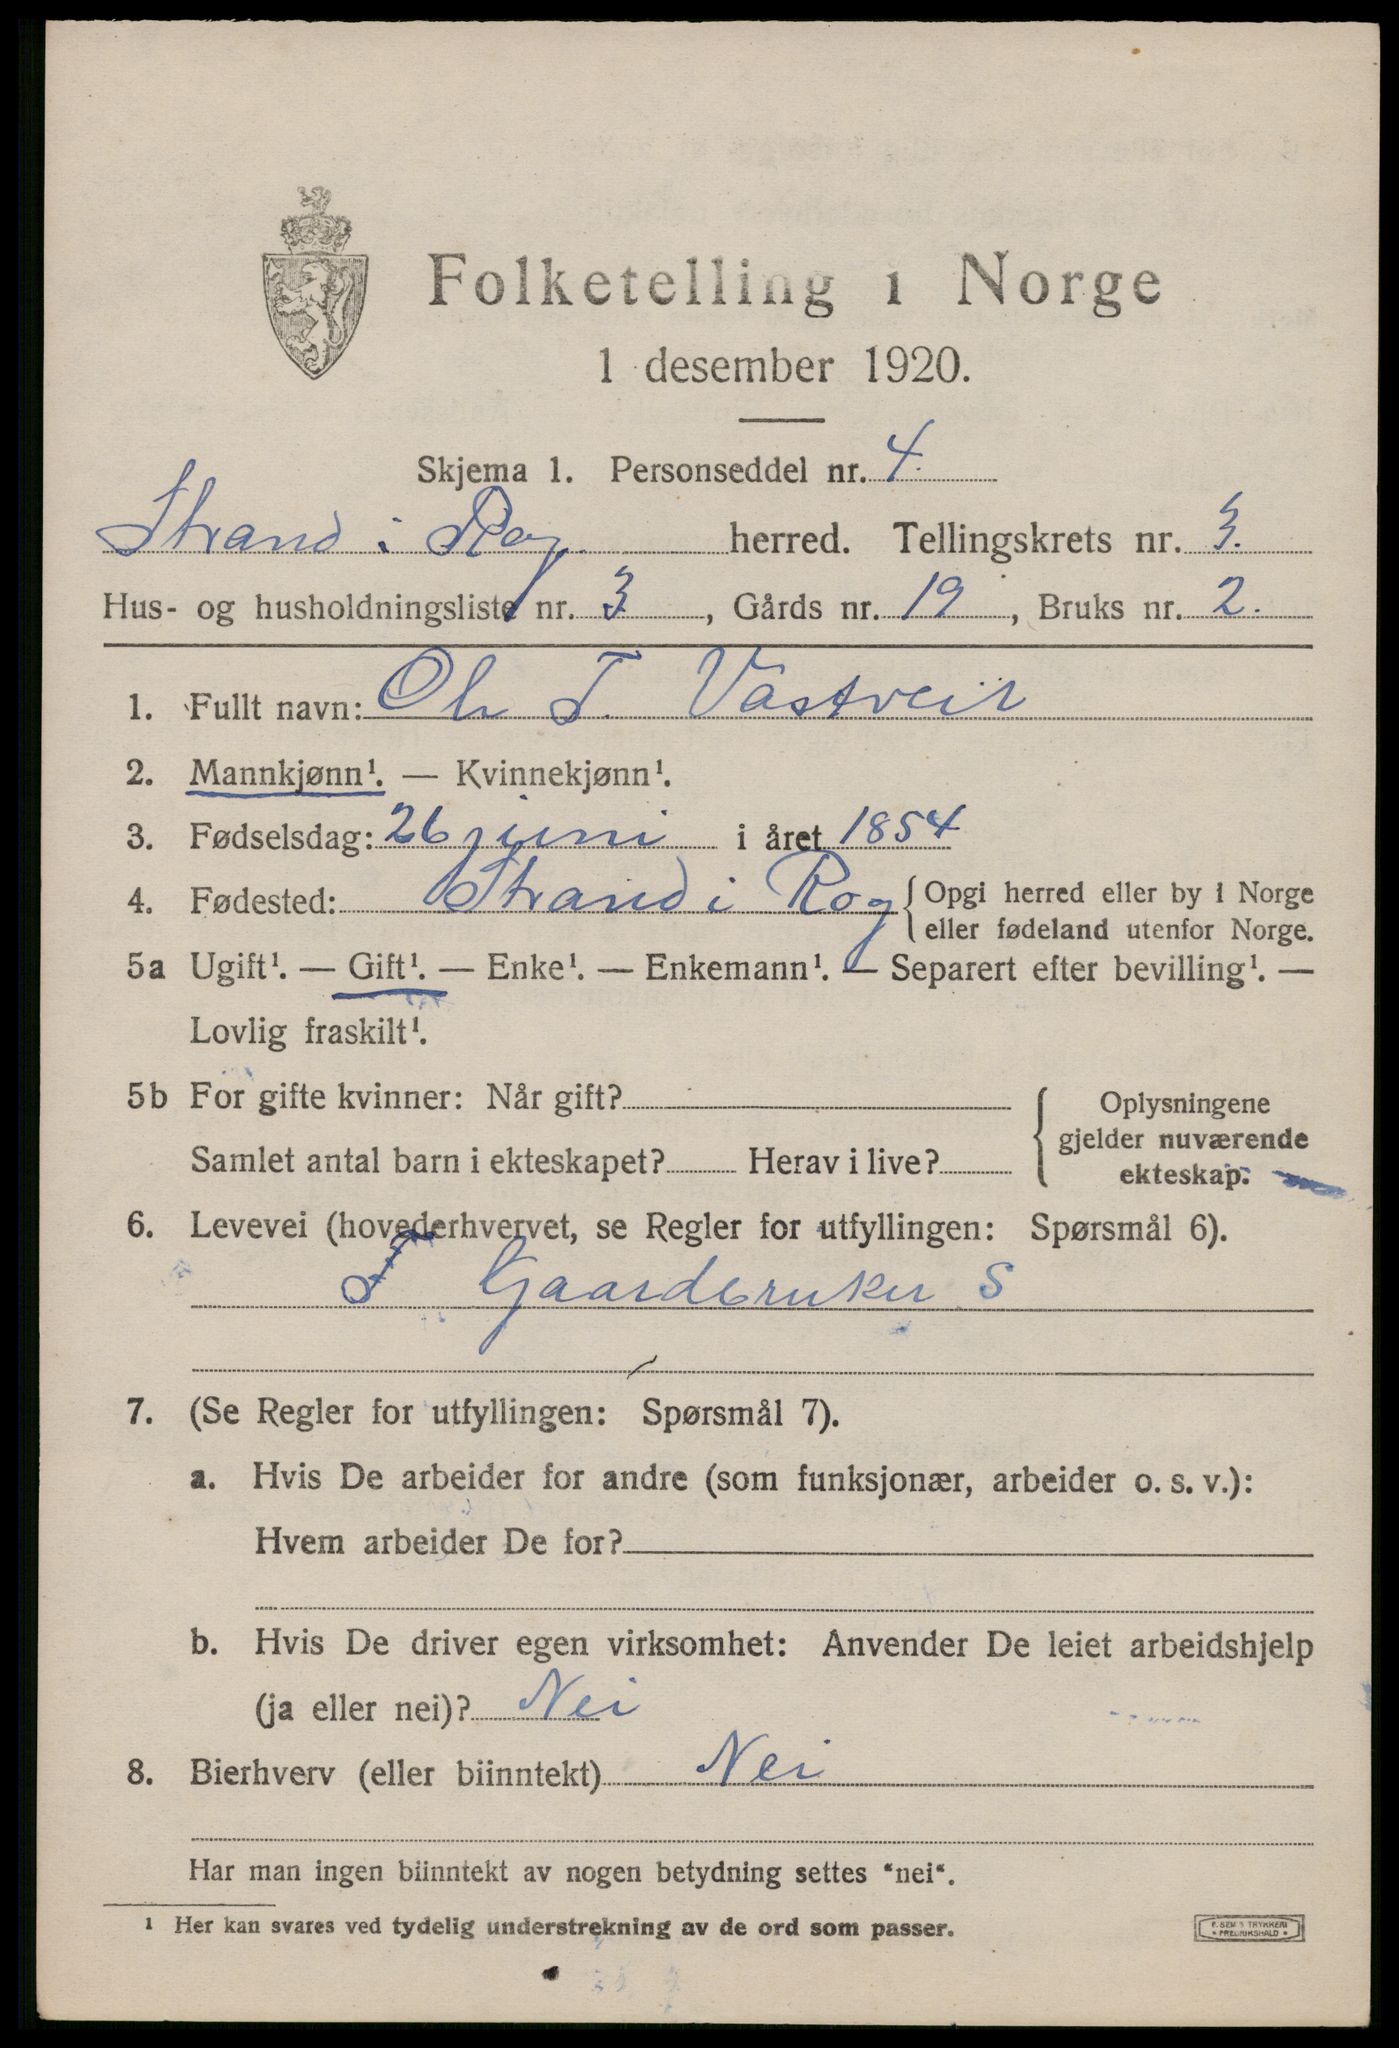 Folketelling i Norge
1 desember 1920.
Skjema 1. Personseddel nr. 4.
Strand i Rog. herred. Tellingskrets nr. 3.
Hus- og husholdningsliste nr. 3, Gårds nr. 19, Bruks nr. 2.
1. Fullt navn: Ole T. Vastveit
2. Mannkjønn¹. — Kvinnekjønn¹.
3. Fødselsdag: 26 juni i året 1854
4. Fødested: Strand i Rog { Opgi herred eller by i Norge
eller fødeland utenfor Norge.
5a Ugift¹. — Gift¹. — Enke¹. — Enkemann¹. — Separert efter bevilling¹. —
Lovlig fraskilt¹.
5b For gifte kvinner: Når gift? { Oplysningene
gjelder nuværende
Samlet antal barn i ekteskapet? Herav i live?
ekteskap.
6. Levevei (hovederhvervet, se Regler for utfyllingen: Spørsmål 6).
F Gaardbruker S
7. (Se Regler for utfyllingen: Spørsmål 7).
a. Hvis De arbeider for andre (som funksjonær, arbeider o. s. v.):
Hvem arbeider De for?
b. Hvis De driver egen virksomhet: Anvender De leiet arbeidshjelp
(ja eller nei)? Nei
8. Bierhverv (eller biinntekt) Nei
Har man ingen biinntekt av nogen betydning settes "nei".
¹ Her kan svares ved tydelig understrekning av de ord som passer.
F. SEM'S TRYKKERI
• FREDRIKSHALD •